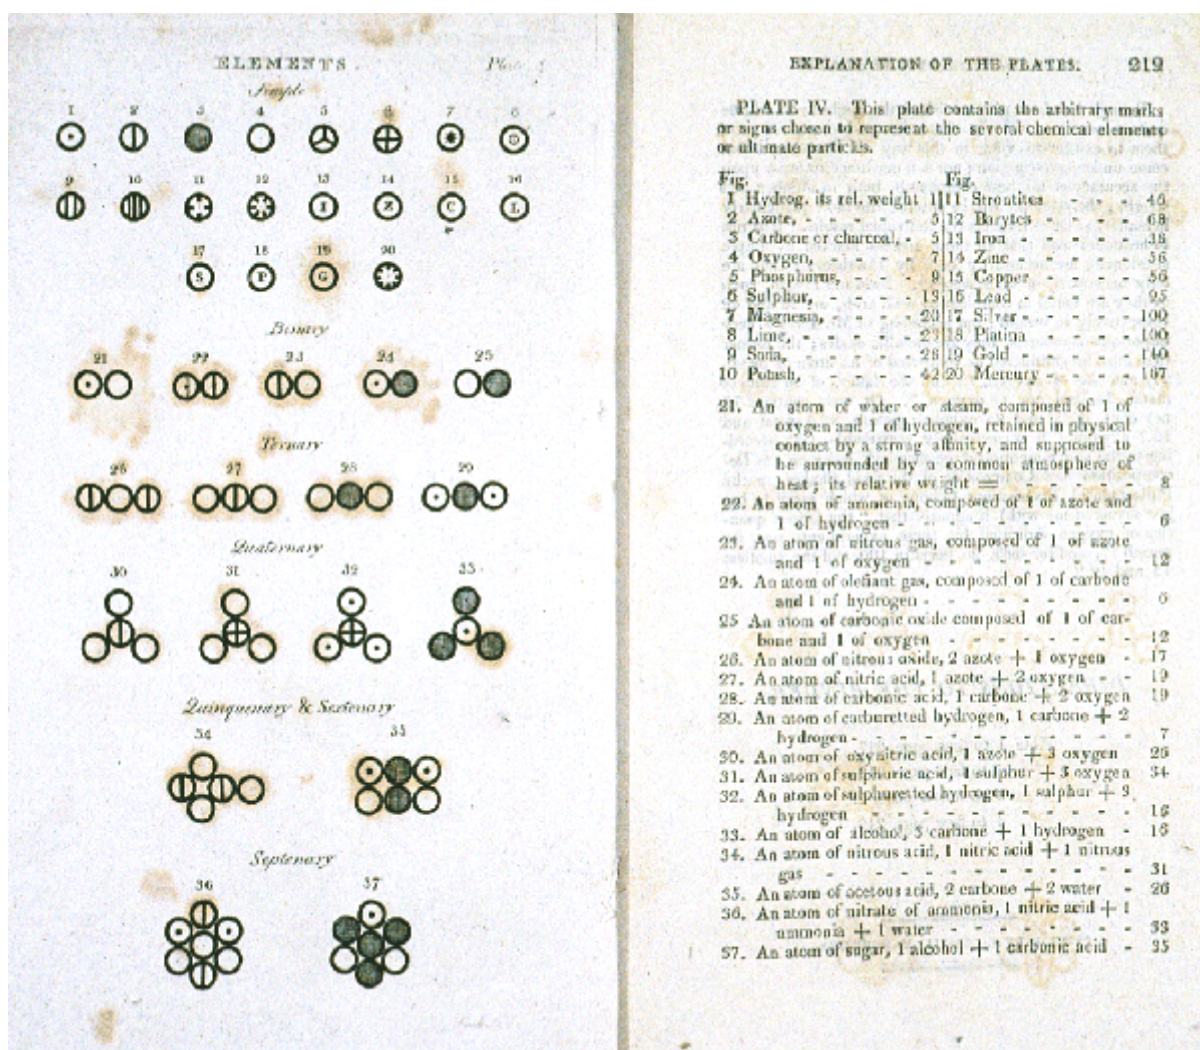 ELEMENTS
Simple
1 2 3 4 5 6 7 8
9 10 11 12 13 14 15 16
I Z C L
17 18 19 20
S P G
Binary
21 22 23 24 25
Ternary
26 27 28 29
Quaternary
30 31 32 33
Quinquenary & Sextenary
34 35
Septenary
36 37
EXPLANATION OF THE PLATES. 219
PLATE IV. This plate contains the arbitrary marks
or signs chosen to represent the several chemical elements
or ultimate particles.
Fig. Fig.
1 Hydrog. its rel. weight 1 11 Strontites - - - 46
2 Azote, - - - - 5 12 Barytes - - - - 68
3 Carbone or charcoal, - 5 13 Iron - - - - 38
4 Oxygen, - - - - 7 14 Zinc - - - - 56
5 Phosphorus, - - - 9 15 Copper - - - - 56
6 Sulphur, - - - - 13 16 Lead - - - - 95
7 Magnesia, - - - - 20 17 Silver - - - - 100
8 Lime, - - - - 23 18 Platina - - - - 100
9 Soda, - - - - 28 19 Gold - - - - 140
10 Potash, - - - - 42 20 Mercury - - - - 167
21. An atom of water or steam, composed of 1 of
oxygen and 1 of hydrogen, retained in physical
contact by a strong affinity, and supposed to
be surrounded by a common atmosphere of
heat; its relative weight = - - - - 8
22. An atom of ammonia, composed of 1 of azote and
1 of hydrogen - - - - - - - 6
23. An atom of nitrous gas, composed of 1 of azote
and 1 of oxygen - - - - - - - 12
24. An atom of olefiant gas, composed of 1 of carbone
and 1 of hydrogen - - - - - - - 6
25 An atom of carbonic oxide composed of 1 of car-
bone and 1 of oxygen - - - - - - 12
26. An atom of nitrous oxide, 2 azote + 1 oxygen - 17
27. An atom of nitric acid, 1 azote + 2 oxygen - - 19
28. An atom of carbonic acid, 1 carbone + 2 oxygen 19
29. An atom of carburetted hydrogen, 1 carbone + 2
hydrogen - - - - - - - - - 7
30. An atom of oxynitric acid, 1 azote + 3 oxygen 26
31. An atom of sulphuric acid, 1 sulphur + 3 oxygen 34
32. An atom of sulphuretted hydrogen, 1 sulphur + 3
hydrogen - - - - - - - - 16
33. An atom of alcohol, 3 carbone + 1 hydrogen - 16
34. An atom of nitrous acid, 1 nitric acid + 1 nitrous
gas - - - - - - - - - - 31
35. An atom of acetous acid, 2 carbone + 2 water - 26
36. An atom of nitrate of ammonia, 1 nitric acid + 1
ammonia + 1 water - - - - - - 33
37. An atom of sugar, 1 alcohol + 1 carbonic acid - 35